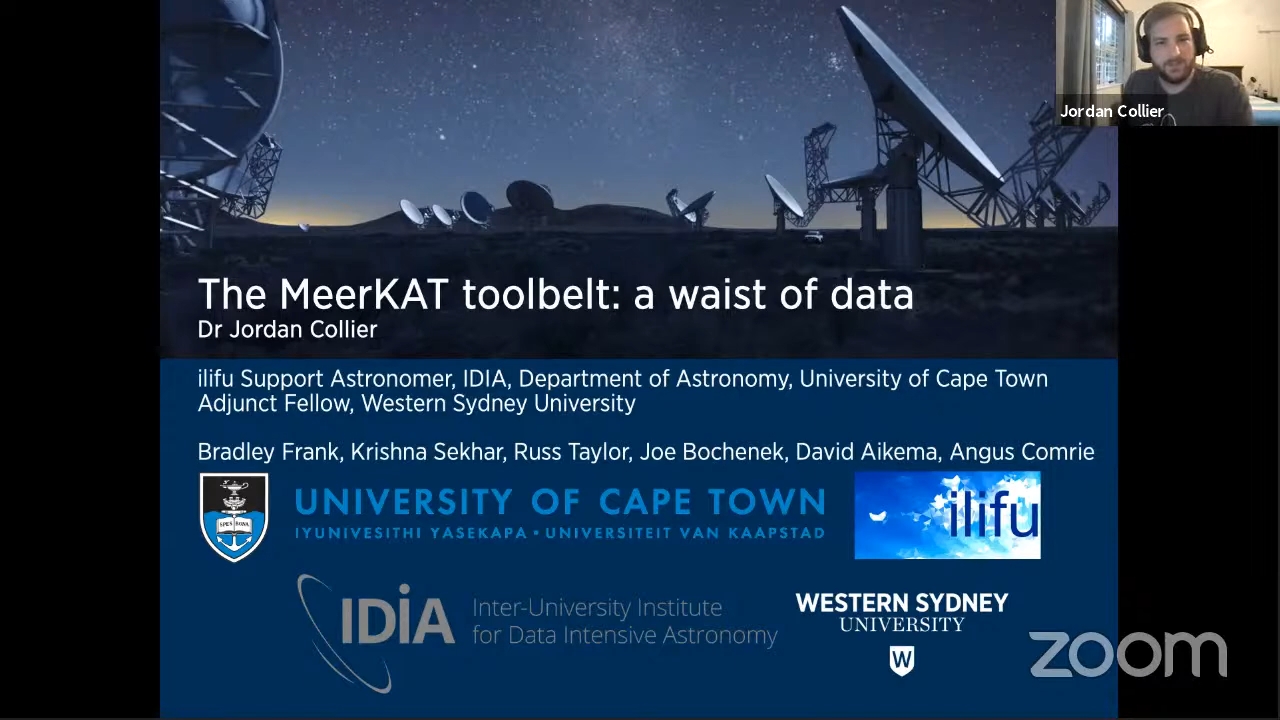 Jordan Collier
The MeerKAT toolbelt: a waist of data
Dr Jordan Collier
ilifu Support Astronomer, IDIA, Department of Astronomy, University of Cape Town
Adjunct Fellow, Western Sydney University
Bradley Frank, Krishna Sekhar, Russ Taylor, Joe Bochenek, David Aikema, Angus Comrie
SPES BONA
UNIVERSITY OF CAPE TOWN
IYUNIVESITHI YASEKAPA • UNIVERSITEIT VAN KAAPSTAD
ilifu
IDIA
Inter-University Institute
for Data Intensive Astronomy
WESTERN SYDNEY
UNIVERSITY
W
zoom